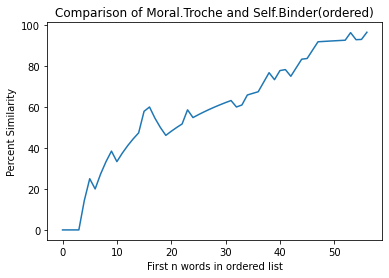 Comparison of Moral.Troche and Self.Binder(ordered)
100
80
60
40
20
0
Percent Similarity
0 10 20 30 40 50
First n words in ordered list